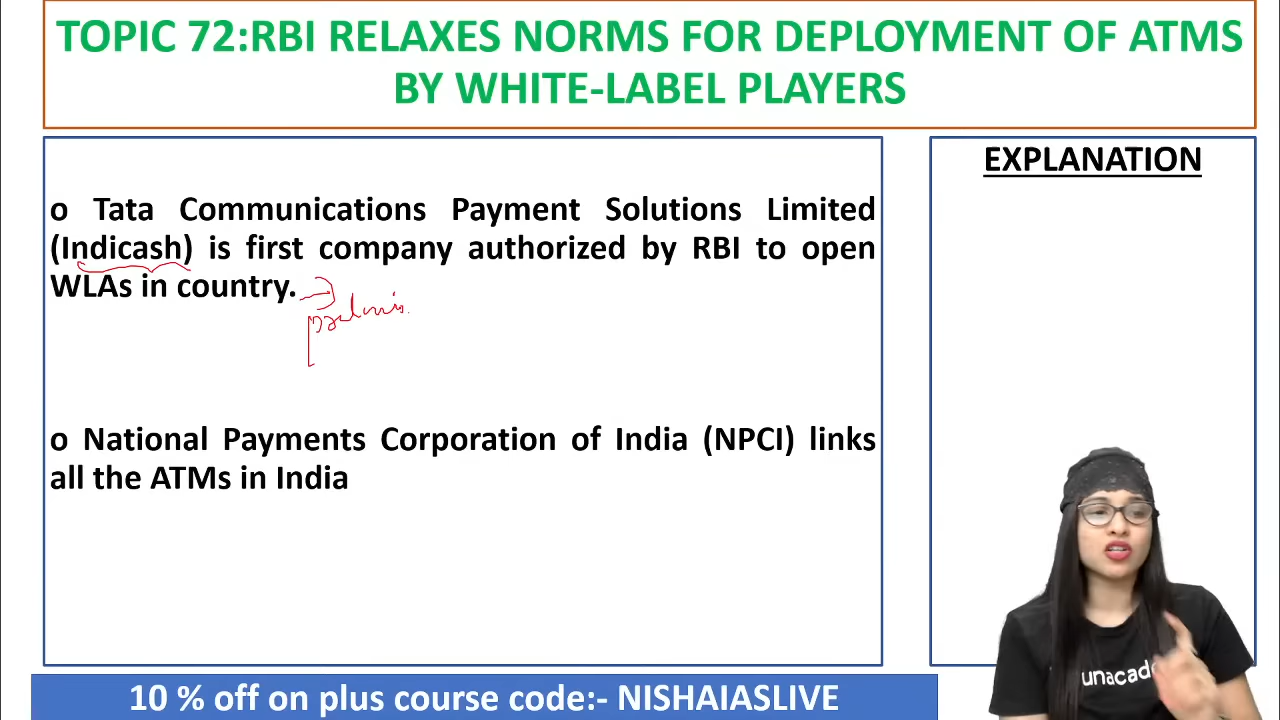 TOPIC 72:RBI RELAXES NORMS FOR DEPLOYMENT OF ATMS
BY WHITE-LABEL PLAYERS
o Tata Communications Payment Solutions Limited
(Indicash) is first company authorized by RBI to open
WLAs in country.
o National Payments Corporation of India (NPCI) links
all the ATMs in India
EXPLANATION
unacade
10 % off on plus course code:- NISHAIASLIVE